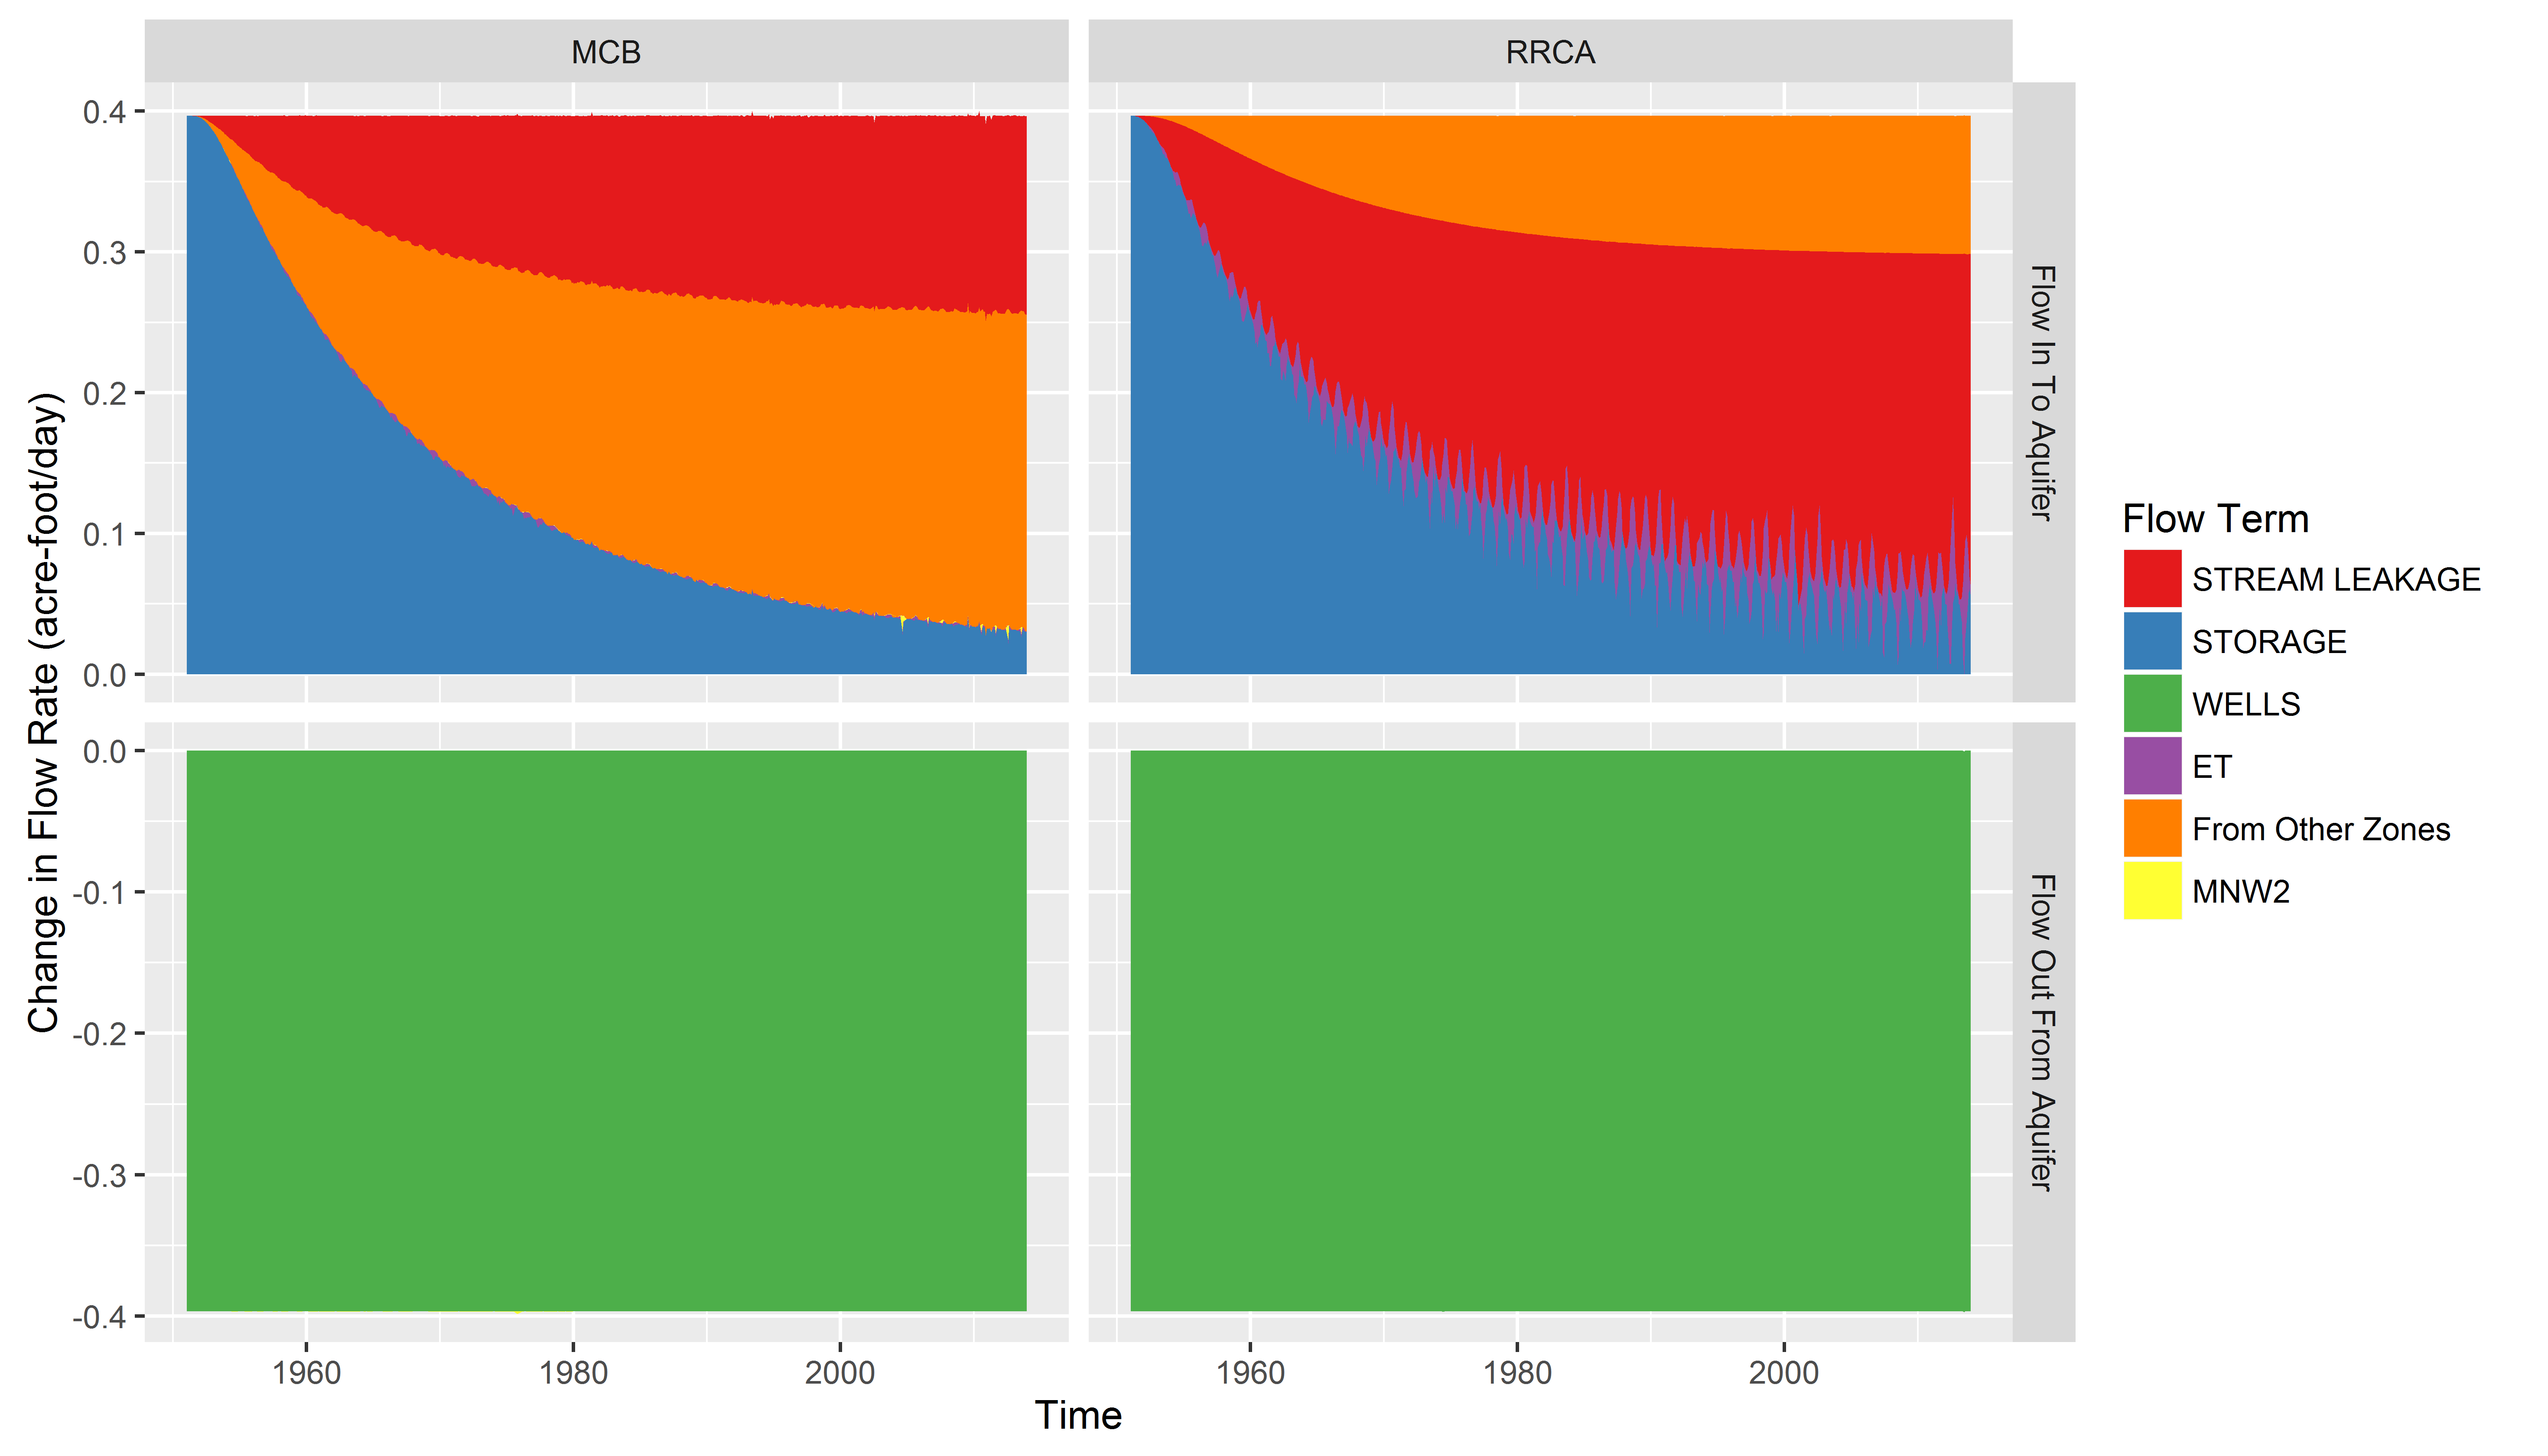 MCB
RRCA
Change in Flow Rate (acre-foot/day)
0.4
0.3
0.2
0.1
0.0
Flow In To Aquifer
0.0
-0.1
-0.2
-0.3
-0.4
Flow Out From Aquifer
1960
1980
2000
1960
1980
2000
Time
Flow Term
STREAM LEAKAGE
STORAGE
WELLS
ET
From Other Zones
MNW2